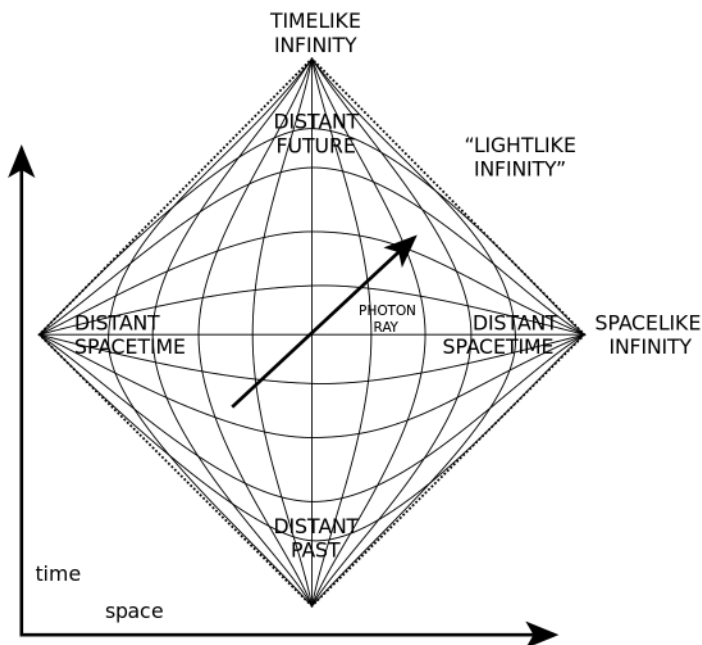 TIMELIKE
INFINITY
DISTANT
FUTURE
“LIGHTLIKE
INFINITY”
PHOTON
RAY
DISTANT
SPACETIME
DISTANT
SPACETIME
SPACELIKE
INFINITY
DISTANT
PAST
time
space